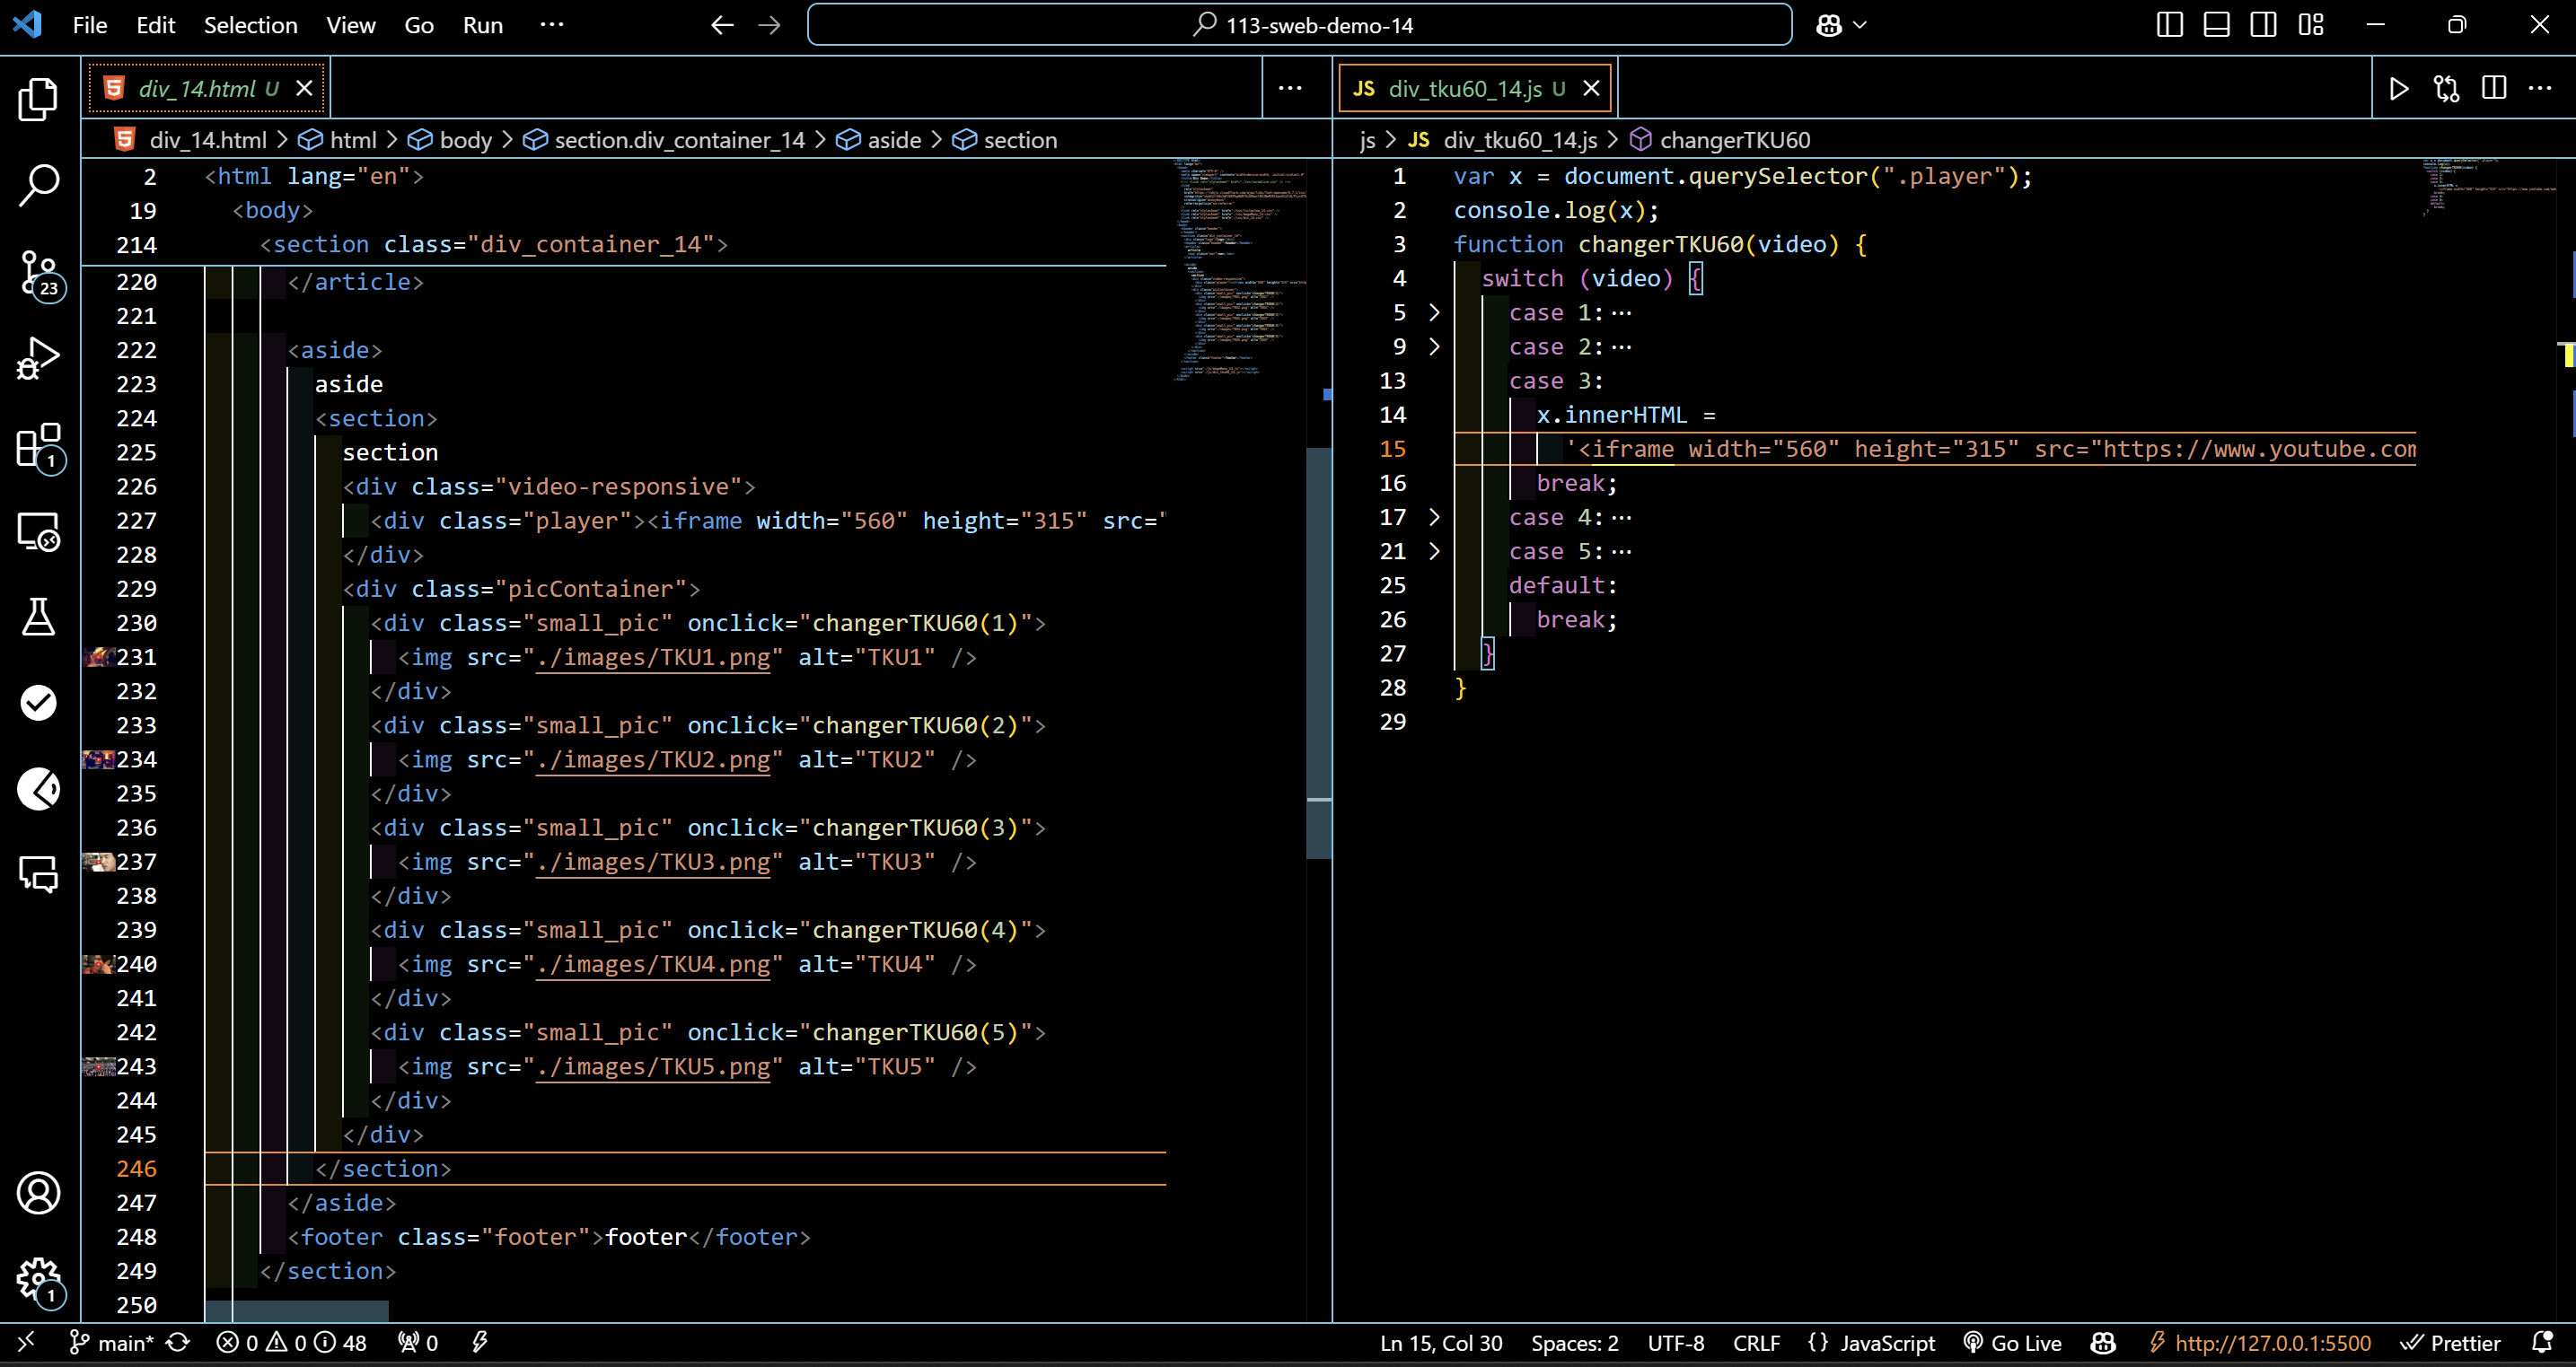 File Edit Selection View Go Run ···
113-sweb-demo-14
div_14.html U
JS div_tku60_14.js U
div_14.html > html > body > section.div_container_14 > aside > section
js > JS div_tku60_14.js > changerTKU60
2 <html lang="en">
19 <body>
214 <section class="div_container_14">
220 </article>
221
222 <aside>
223 aside
224 <section>
225 section
226 <div class="video-responsive">
227 <div class="player"><iframe width="560" height="315" src="
228 </div>
229 <div class="picContainer">
230 <div class="small_pic" onclick="changerTKU60(1)">
231 <img src="./images/TKU1.png" alt="TKU1" />
232 </div>
233 <div class="small_pic" onclick="changerTKU60(2)">
234 <img src="./images/TKU2.png" alt="TKU2" />
235 </div>
236 <div class="small_pic" onclick="changerTKU60(3)">
237 <img src="./images/TKU3.png" alt="TKU3" />
238 </div>
239 <div class="small_pic" onclick="changerTKU60(4)">
240 <img src="./images/TKU4.png" alt="TKU4" />
241 </div>
242 <div class="small_pic" onclick="changerTKU60(5)">
243 <img src="./images/TKU5.png" alt="TKU5" />
244 </div>
245 </div>
246 </section>
247 </aside>
248 <footer class="footer">footer</footer>
249 </section>
250
1 var x = document.querySelector(".player");
2 console.log(x);
3 function changerTKU60(video) {
4 switch (video) {
5 case 1:···
9 case 2:···
13 case 3:
14 x.innerHTML =
15 '<iframe width="560" height="315" src="https://www.youtube.com
16 break;
17 case 4:···
21 case 5:···
25 default:
26 break;
27 }
28 }
29
23
1
1
main* 0 0 48 0
Ln 15, Col 30 Spaces: 2 UTF-8 CRLF {} JavaScript Go Live http://127.0.0.1:5500 Prettier